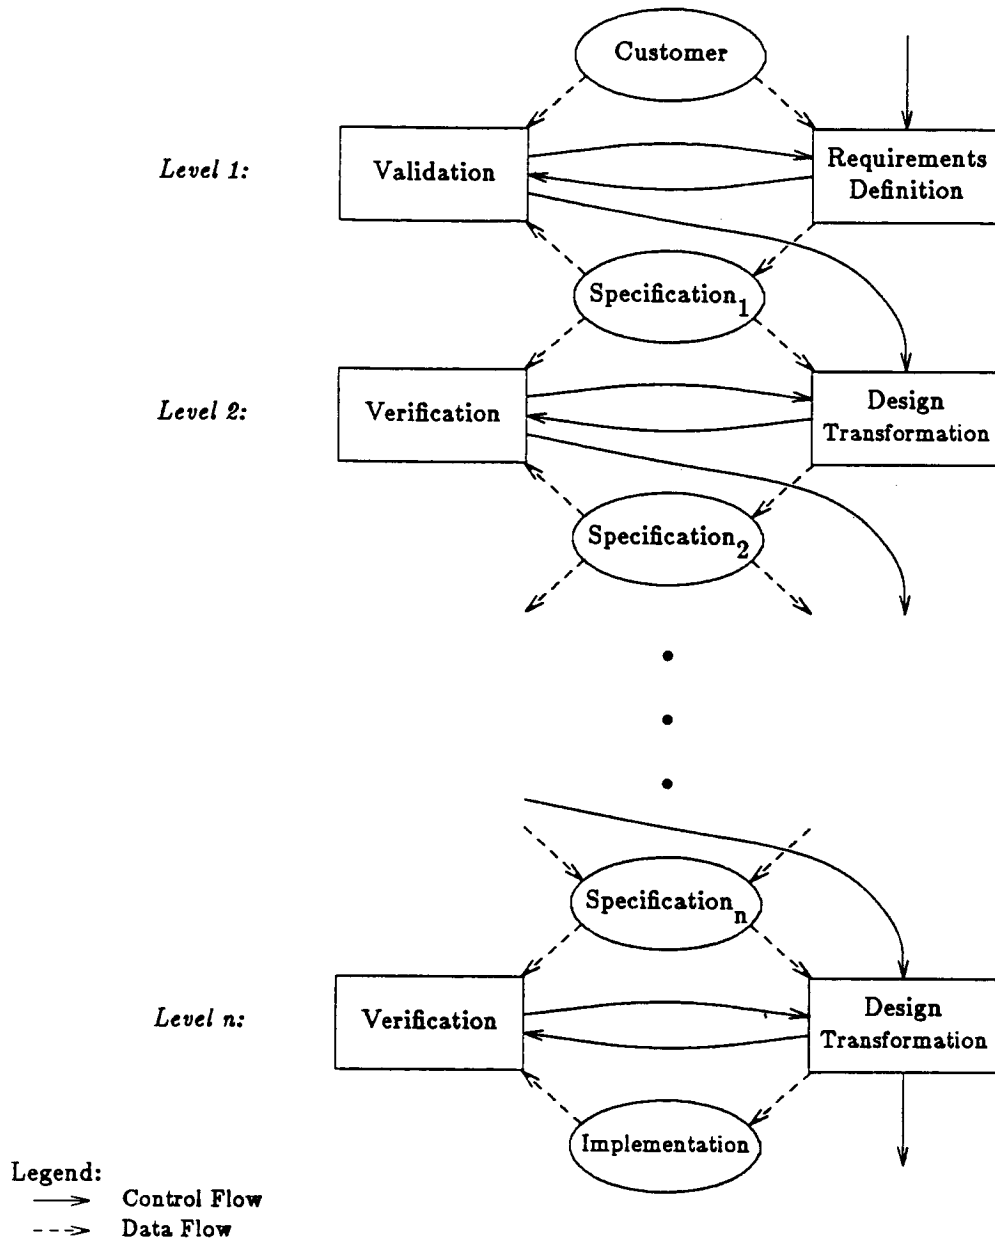 Customer
Level 1:
Validation
Requirements
Definition
Specification1
Level 2:
Verification
Design
Transformation
Specification2
Specificationn
Level n:
Verification
Design
Transformation
Implementation
Legend:
Control Flow
Data Flow